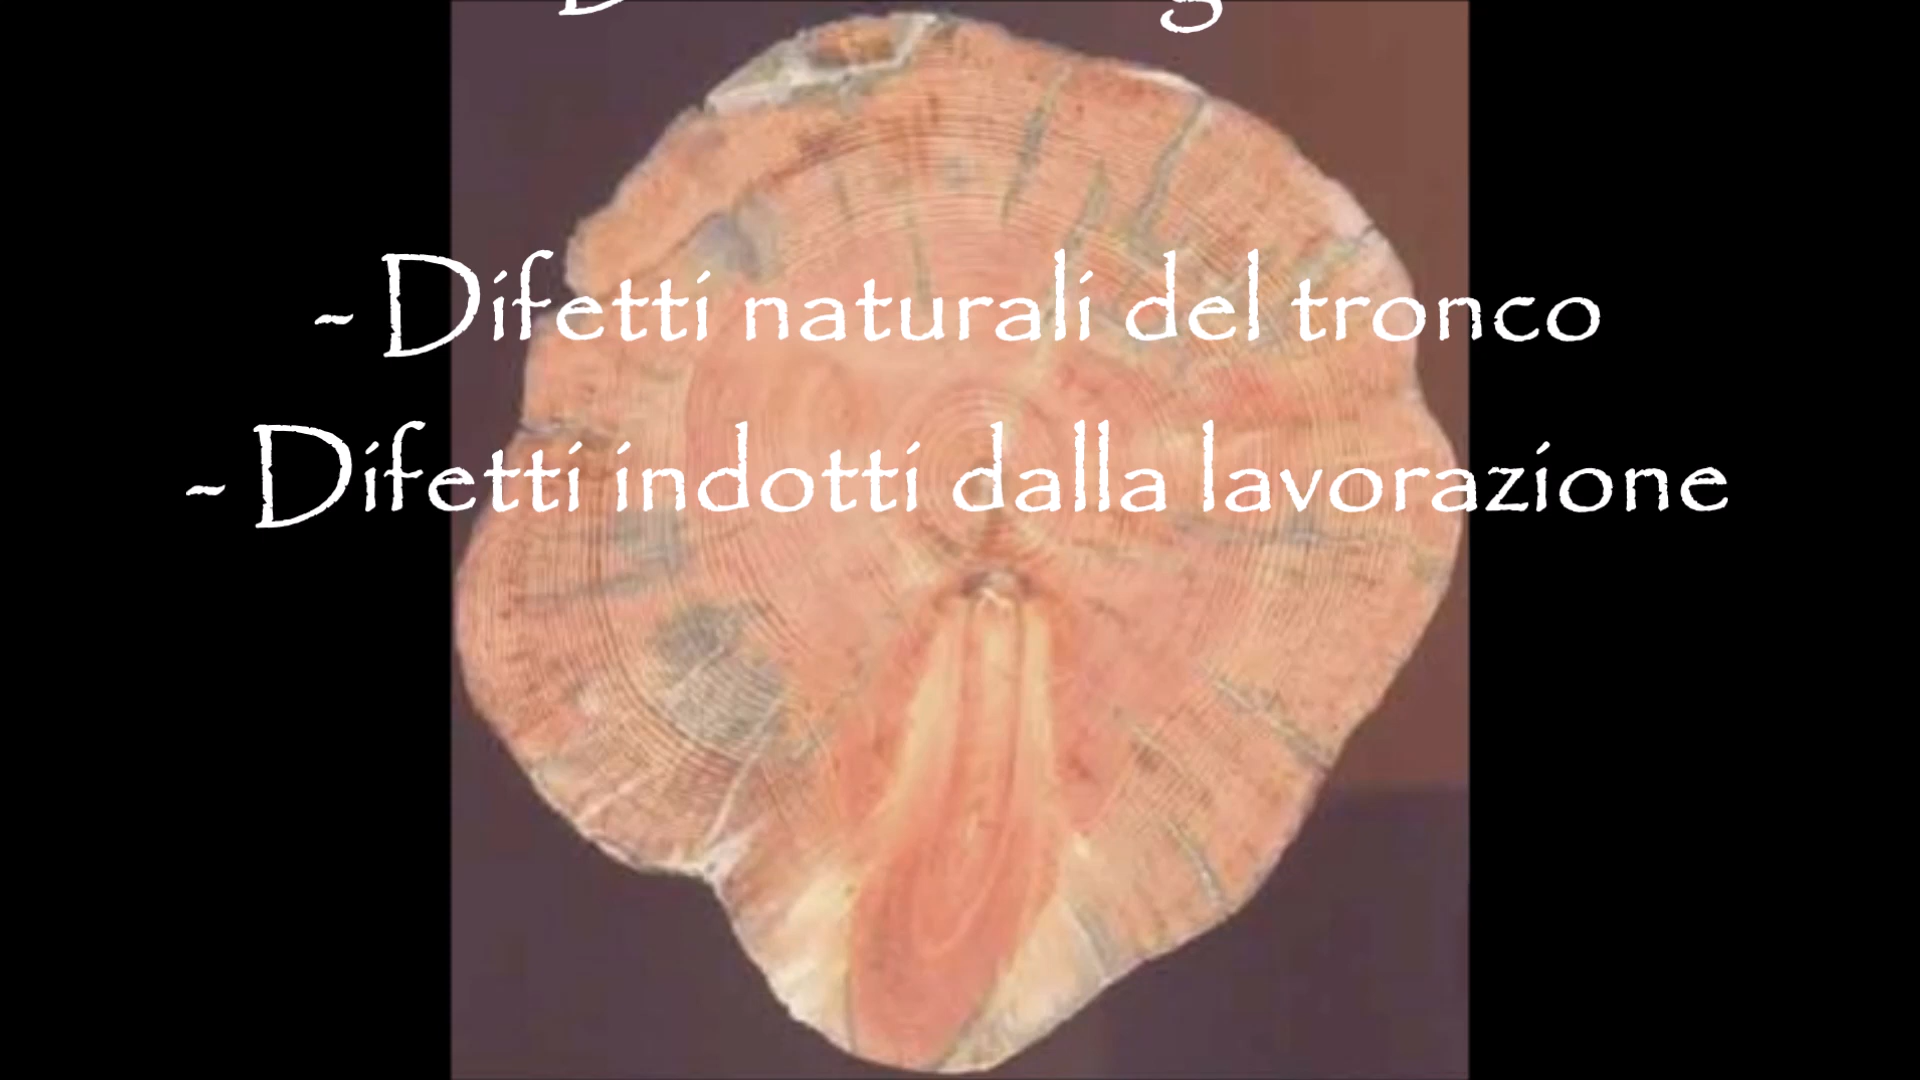 - Difetti naturali del tronco
- Difetti indotti dalla lavorazione